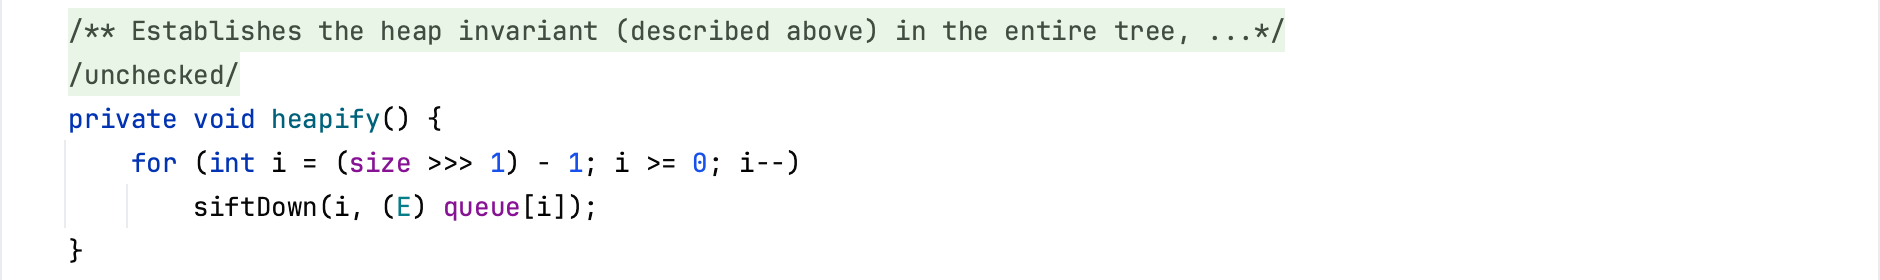 /** Establishes the heap invariant (described above) in the entire tree, ...*/
/unchecked/
private void heapify() {
for (int i = (size >>> 1) - 1; i >= 0; i--)
siftDown(i, (E) queue[i]);
}